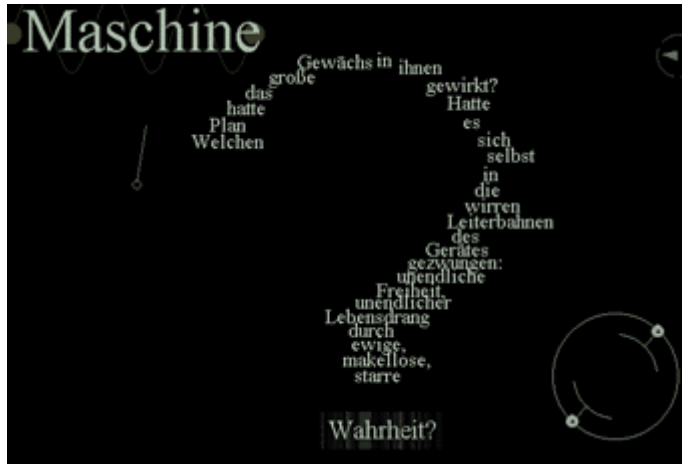 Maschine
Welchen
Plan
hatte
das
große
Gewächs
in
ihnen
gewirkt?
Hatte
es
sich
selbst
in
die
wirren
Leiterbahnen
des
Gerätes
gezwungen:
unendliche
Freiheit,
unendlicher
Lebensdrang
durch
ewige,
makellose,
starre
Wahrheit?